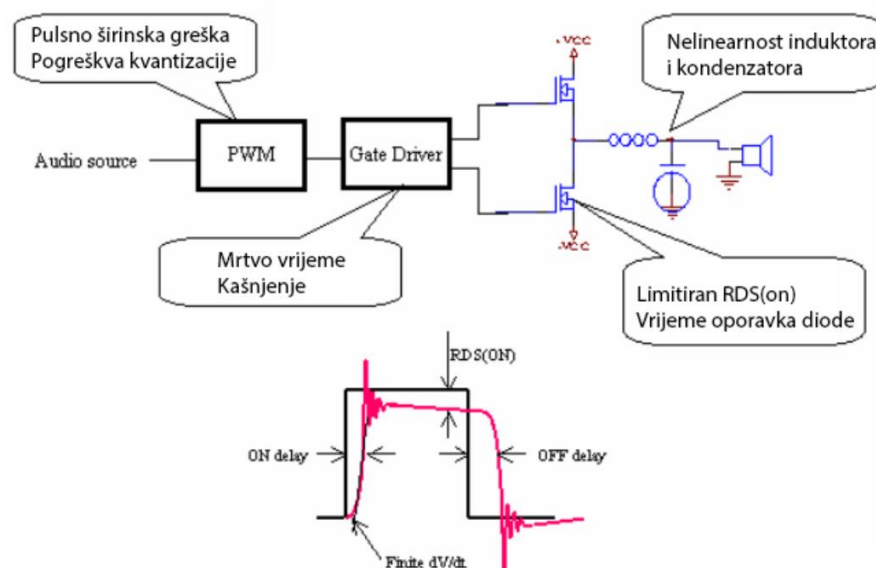 Pulsno širinska greška
Pogreškva kvantizacije
+VCC
Nelinearnost induktora
i kondenzatora
Audio source
PWM
Gate Driver
Mrtvo vrijeme
Kašnjenje
-VCC
Limitiran RDS(on)
Vrijeme oporavka diode
RDS(ON)
ON delay
OFF delay
Finite dV/dt